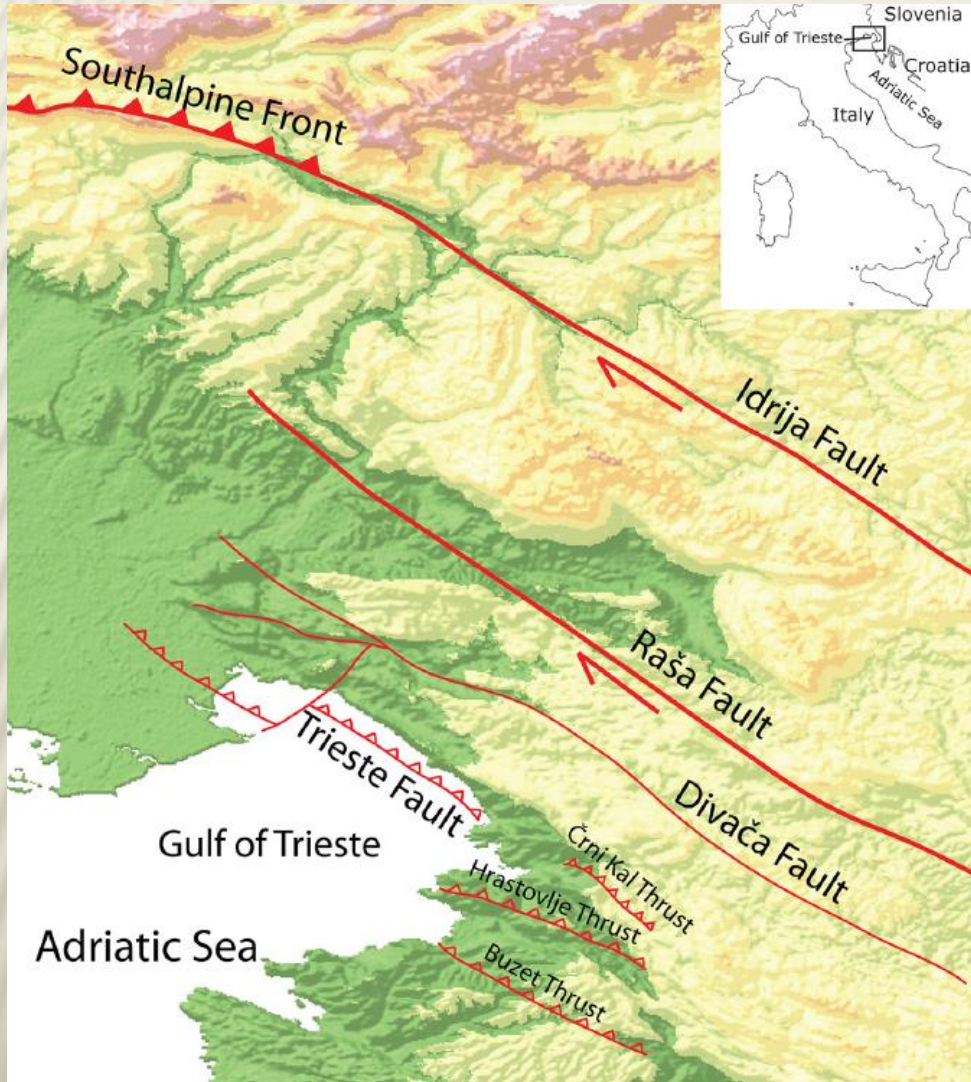 Southalpine Front
Slovenia
Gulf of Trieste
Croatia
Adriatic Sea
Italy
Idrija Fault
Raša Fault
Divača Fault
Trieste Fault
Gulf of Trieste
Črni Kal Thrust
Hrastovlje Thrust
Adriatic Sea
Buzet Thrust